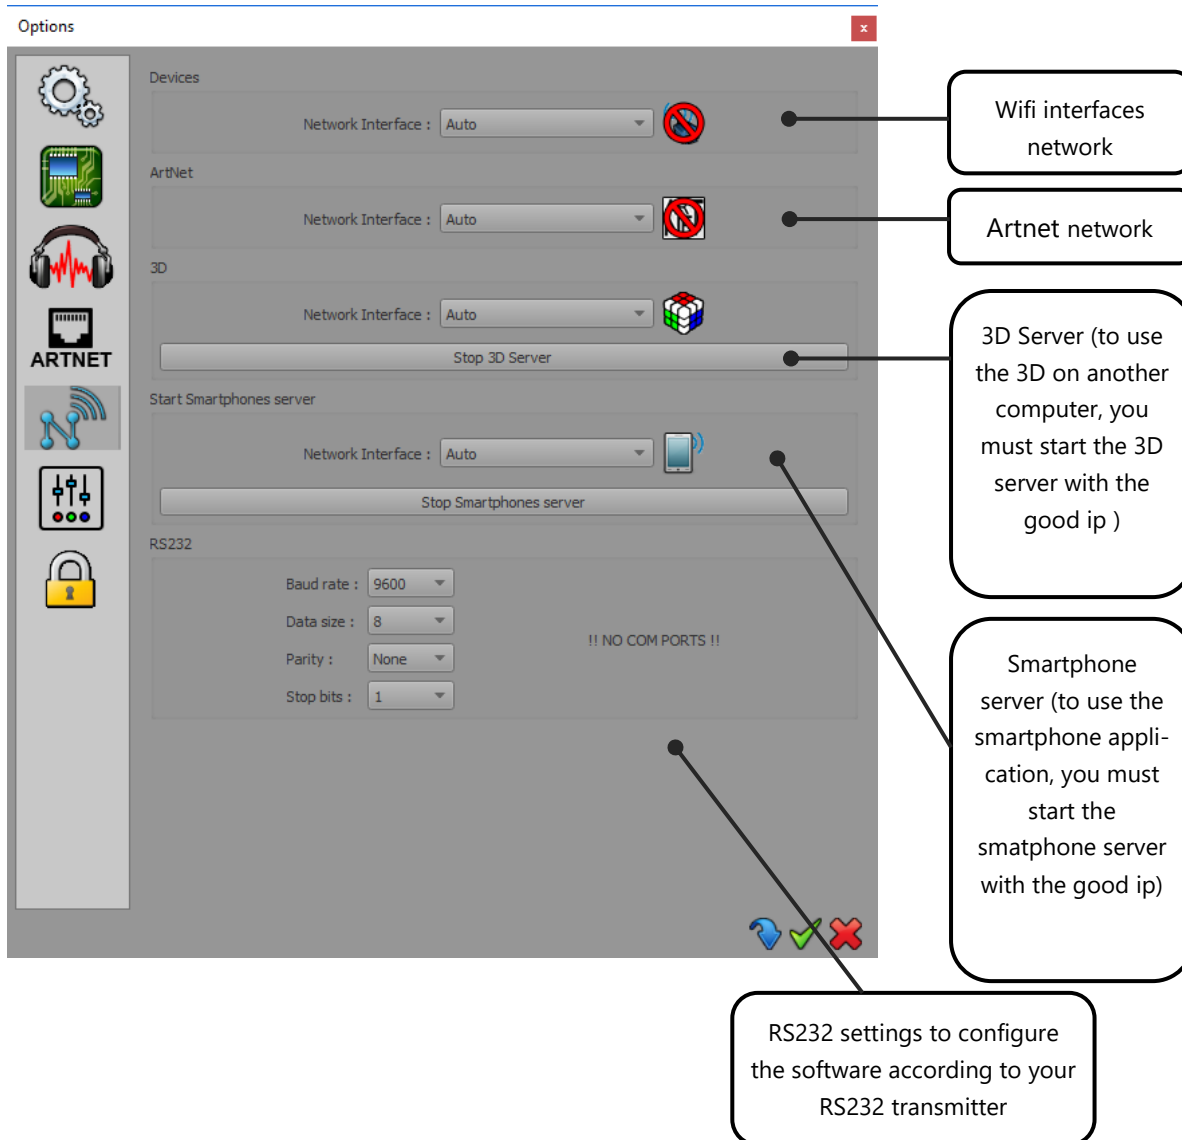 Options
x
Devices
Network Interface : Auto
ArtNet
Network Interface : Auto
3D
Network Interface : Auto
Stop 3D Server
Start Smartphones server
Network Interface : Auto
Stop Smartphones server
RS232
Baud rate : 9600
Data size : 8
Parity : None
Stop bits : 1
!! NO COM PORTS !!
ARTNET
Wifi interfaces
network
Artnet network
3D Server (to use
the 3D on another
computer, you
must start the 3D
server with the
good ip )
Smartphone
server (to use the
smartphone appli-
cation, you must
start the
smatphone server
with the good ip)
RS232 settings to configure
the software according to your
RS232 transmitter